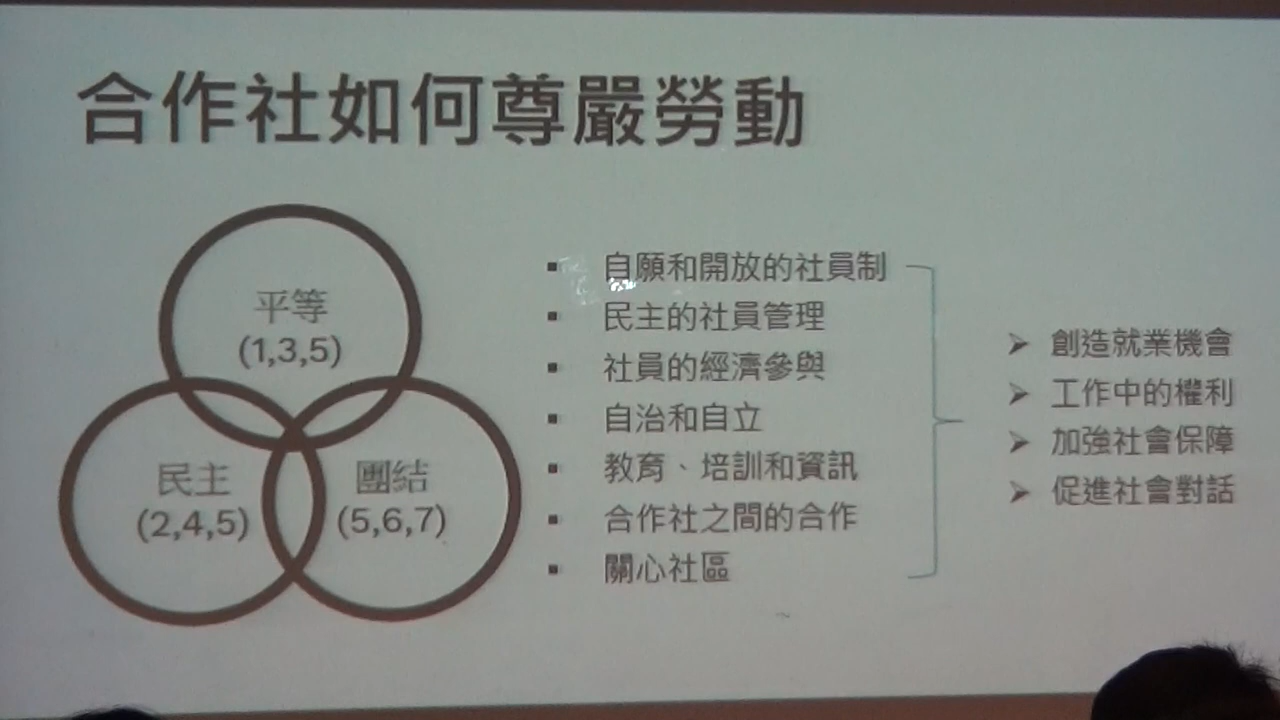 合作社如何尊嚴勞動
平等
(1,3,5)
民主
(2,4,5)
團結
(5,6,7)
▪ 自願和開放的社員制
▪ 民主的社員管理
▪ 社員的經濟參與
▪ 自治和自立
▪ 教育、培訓和資訊
▪ 合作社之間的合作
▪ 關心社區
➢ 創造就業機會
➢ 工作中的權利
➢ 加強社會保障
➢ 促進社會對話